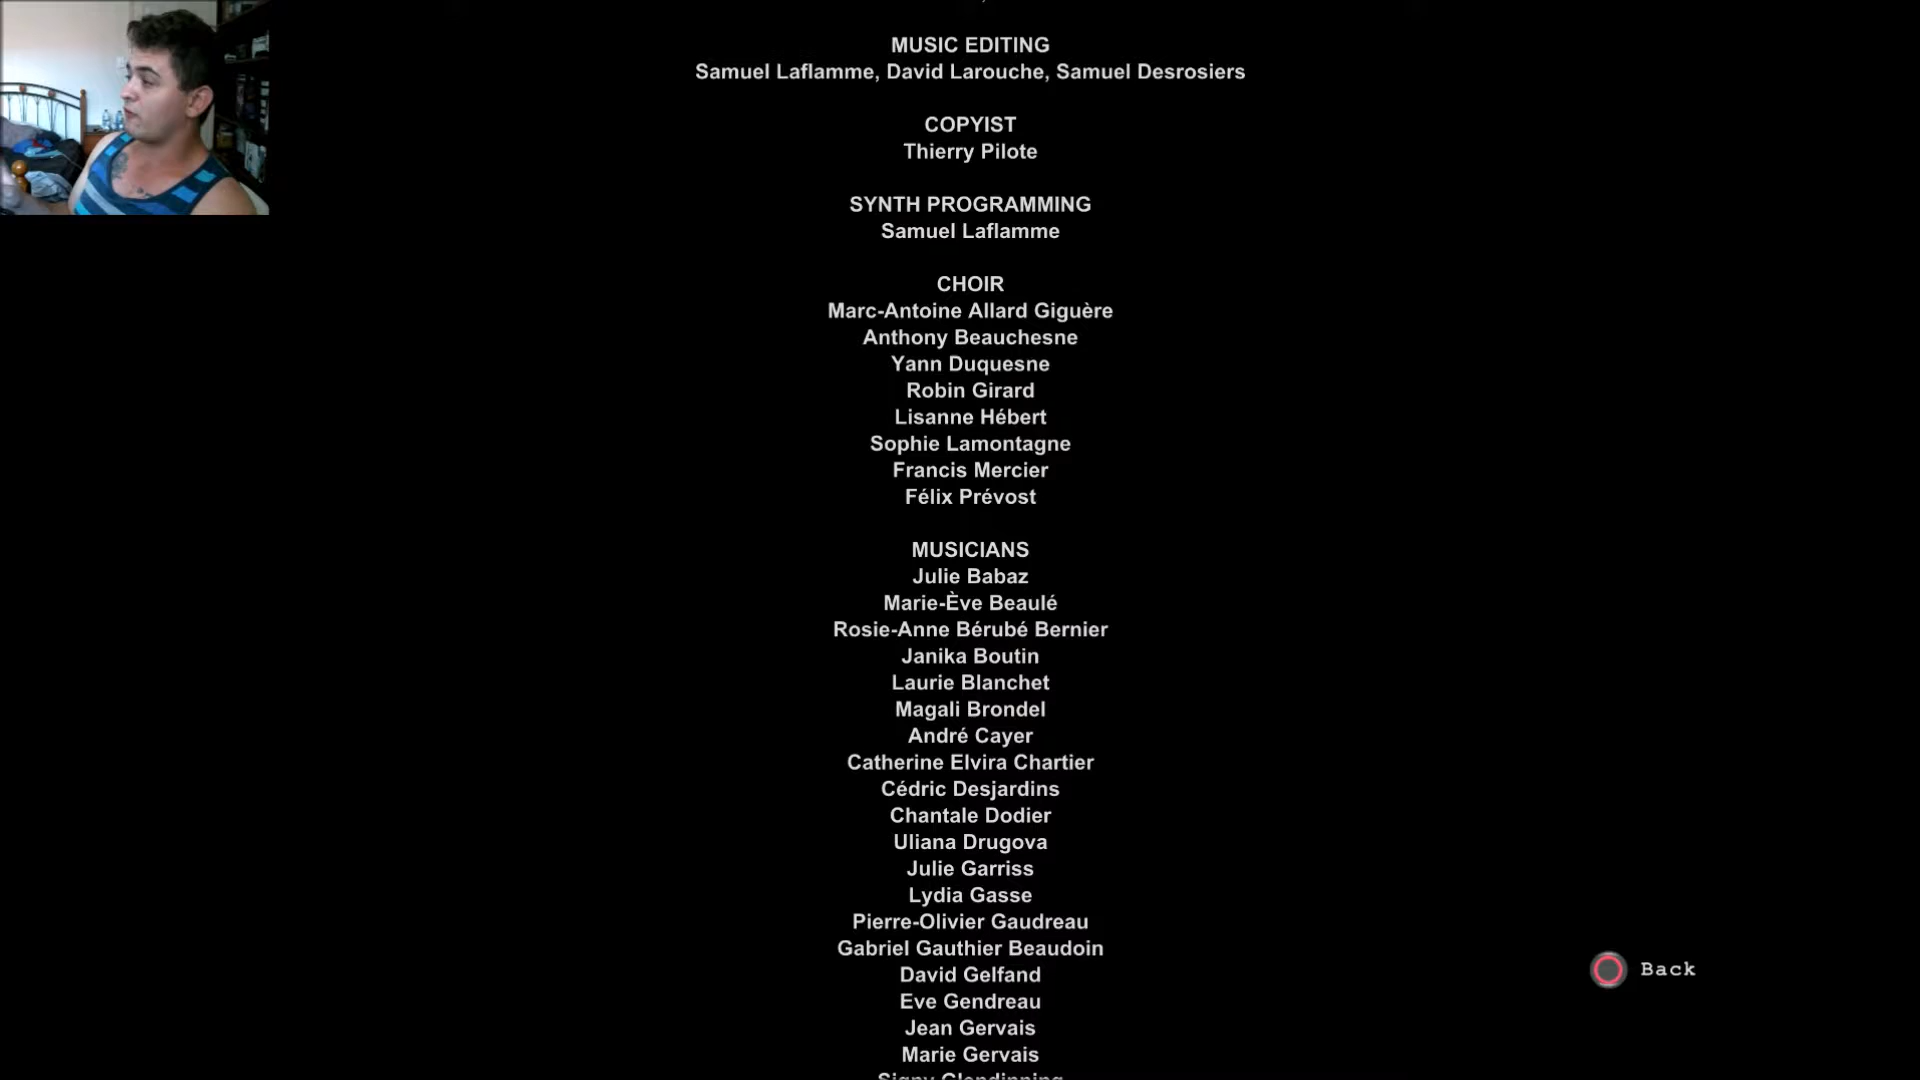 MUSIC EDITING
Samuel Laflamme, David Larouche, Samuel Desrosiers
COPYIST
Thierry Pilote
SYNTH PROGRAMMING
Samuel Laflamme
CHOIR
Marc-Antoine Allard Giguère
Anthony Beauchesne
Yann Duquesne
Robin Girard
Lisanne Hébert
Sophie Lamontagne
Francis Mercier
Félix Prévost
MUSICIANS
Julie Babaz
Marie-Ève Beaulé
Rosie-Anne Bérubé Bernier
Janika Boutin
Laurie Blanchet
Magali Brondel
André Cayer
Catherine Elvira Chartier
Cédric Desjardins
Chantale Dodier
Uliana Drugova
Julie Garriss
Lydia Gasse
Pierre-Olivier Gaudreau
Gabriel Gauthier Beaudoin
David Gelfand
Back
Eve Gendreau
Jean Gervais
Marie Gervais
Signy Glendinning